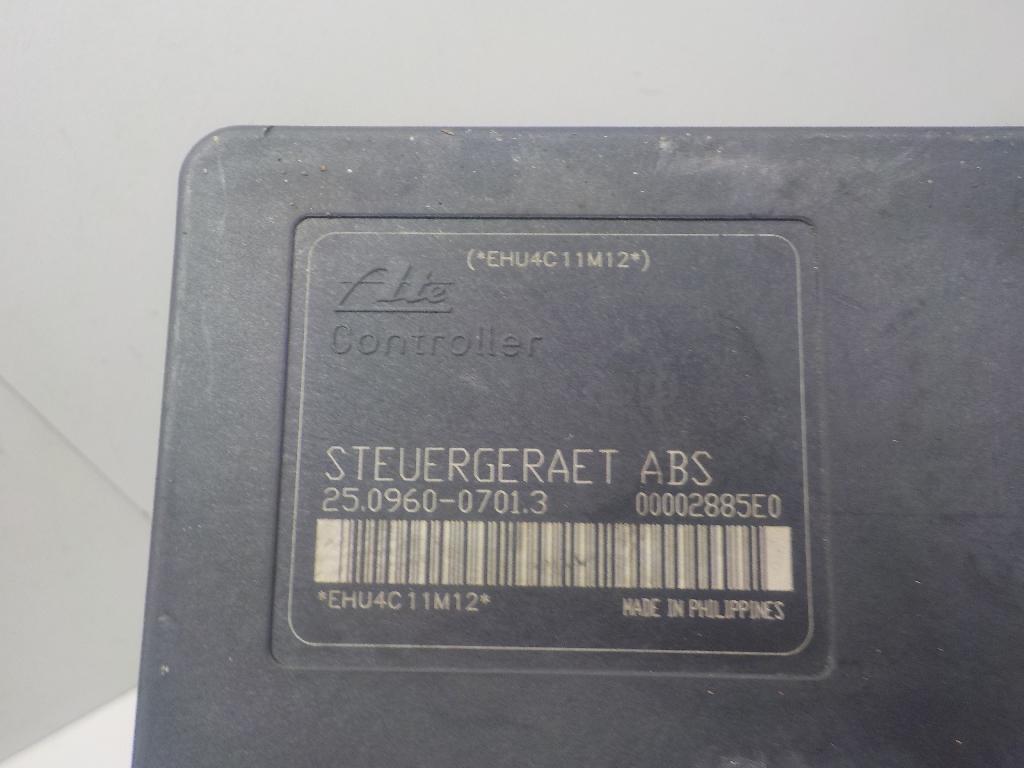 (*EHU4C11M12*)
Ate
Controller
STEUERGERAET ABS
25.0960-0701.3 00002885E0
*EHU4C11M12* MADE IN PHILIPPINES